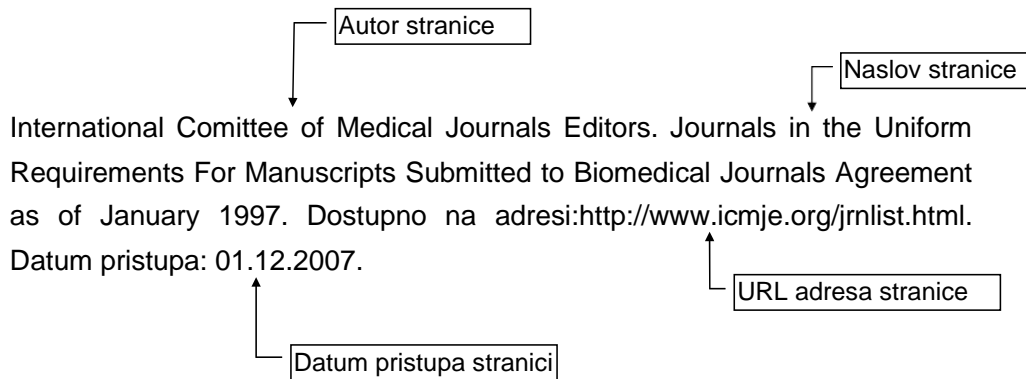 Autor stranice
Naslov stranice
International Comittee of Medical Journals Editors. Journals in the Uniform
Requirements For Manuscripts Submitted to Biomedical Journals Agreement
as of January 1997. Dostupno na adresi:http://www.icmje.org/jrnlist.html.
Datum pristupa: 01.12.2007.
URL adresa stranice
Datum pristupa stranici